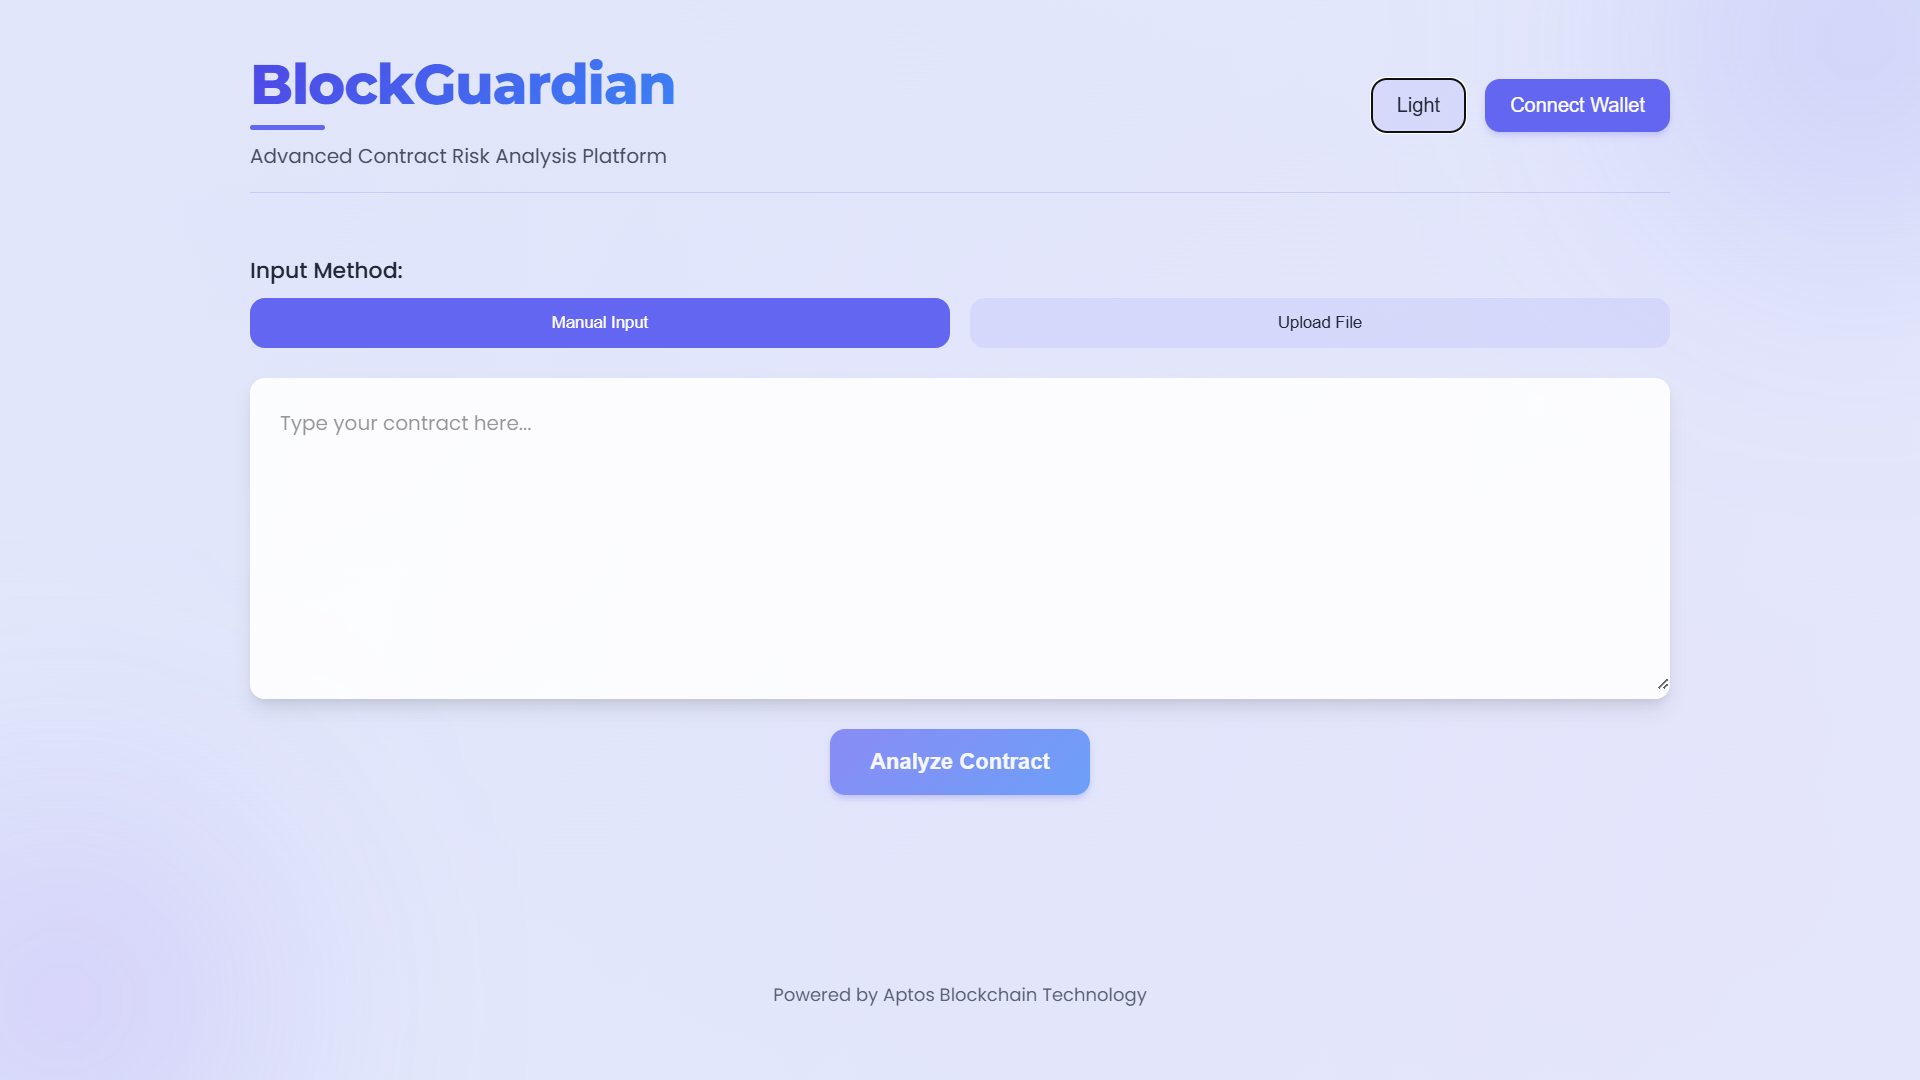 BlockGuardian
Advanced Contract Risk Analysis Platform
Light
Connect Wallet
Input Method:
Manual Input
Upload File
Type your contract here...
Analyze Contract
Powered by Aptos Blockchain Technology